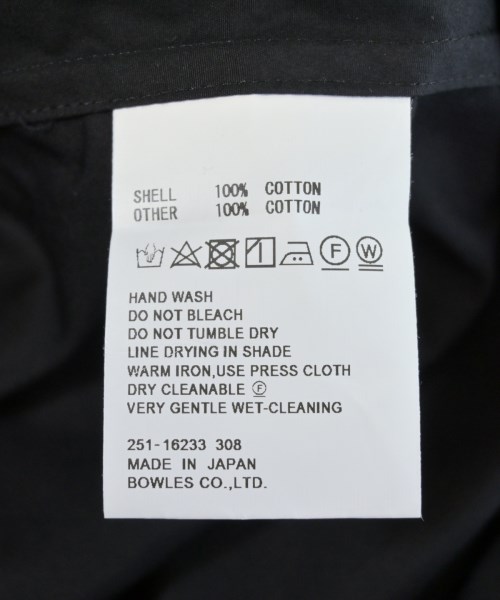 SHELL 100% COTTON
OTHER 100% COTTON
F W
HAND WASH
DO NOT BLEACH
DO NOT TUMBLE DRY
LINE DRYING IN SHADE
WARM IRON,USE PRESS CLOTH
DRY CLEANABLE Ⓕ
VERY GENTLE WET-CLEANING
251-16233 308
MADE IN JAPAN
BOWLES CO.,LTD.